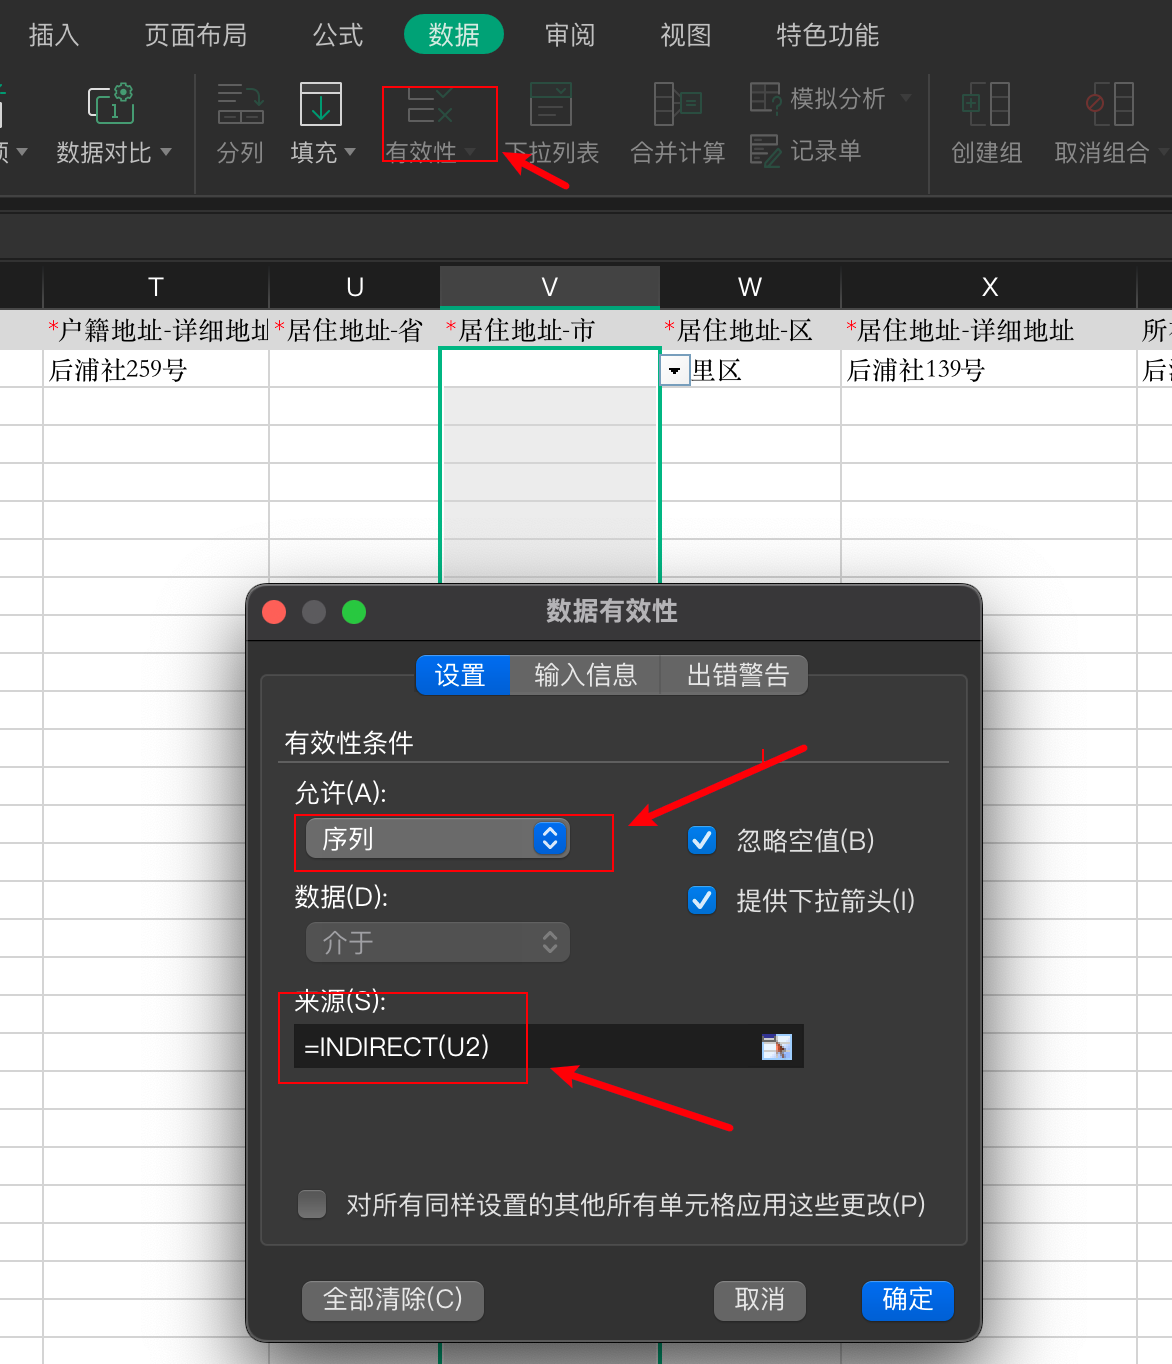 插入 页面布局 公式 数据 审阅 视图 特色功能
模拟分析
数据对比 分列 填充 有效性 下拉列表 合并计算 记录单 创建组 取消组合
T U V W X
*户籍地址-详细地址 *居住地址-省 *居住地址-市 *居住地址-区 *居住地址-详细地址
后浦社259号 里区 后浦社139号
数据有效性
设置 输入信息 出错警告
有效性条件
允许(A):
序列 忽略空值(B)
数据(D): 提供下拉箭头(I)
介于
来源(S):
=INDIRECT(U2)
对所有同样设置的其他所有单元格应用这些更改(P)
全部清除(C) 取消 确定